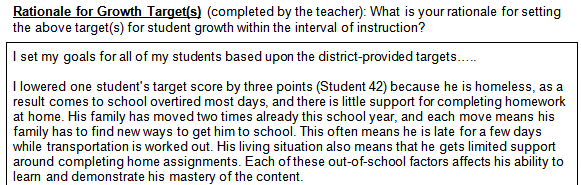 Rationale for Growth Target(s) (completed by the teacher): What is your rationale for setting
the above target(s) for student growth within the interval of instruction?
I set my goals for all of my students based upon the district-provided targets.....
I lowered one student's target score by three points (Student 42) because he is homeless, as a
result comes to school overtired most days, and there is little support for completing homework
at home. His family has moved two times already this school year, and each move means his
family has to find new ways to get him to school. This often means he is late for a few days
while transportation is worked out. His living situation also means that he gets limited support
around completing home assignments. Each of these out-of-school factors affects his ability to
learn and demonstrate his mastery of the content.